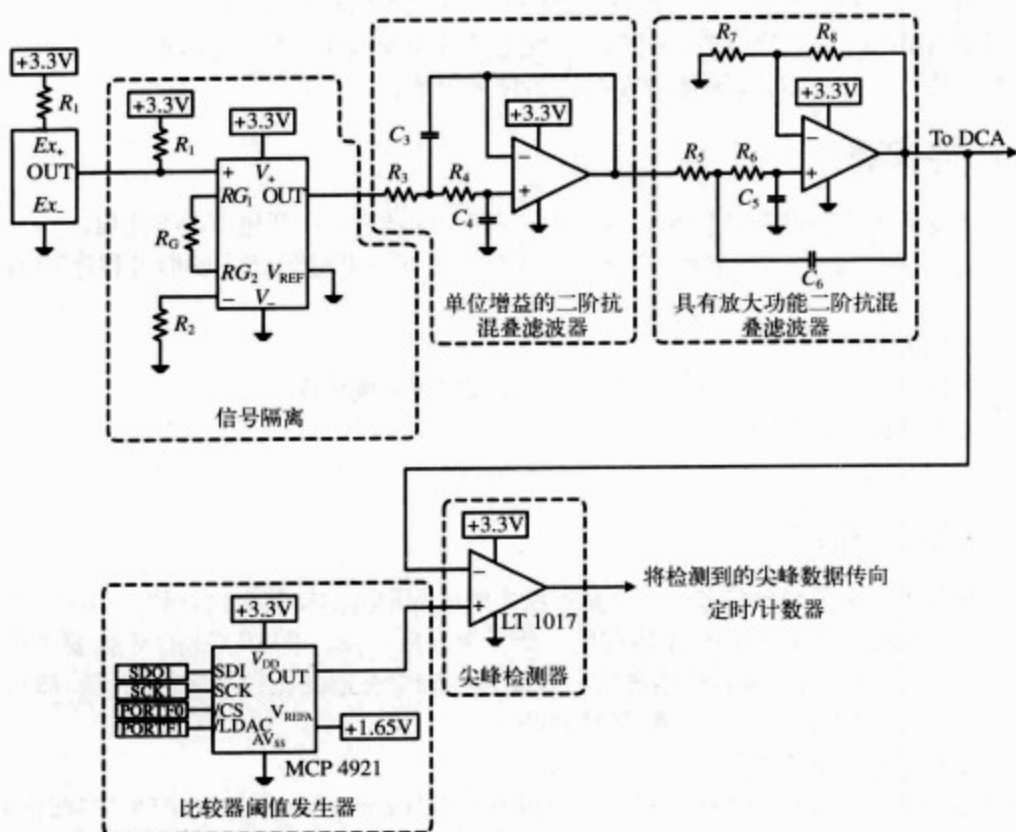 +3.3V
R₁
Ex₊
OUT
Ex₋
+3.3V
R₁
+3.3V
+ V₊
RG₁ OUT
R_G
RG₂ V_REF
− V₋
R₂
信号隔离
C₃
R₃
R₄
C₄
+3.3V
−
+
单位增益的二阶抗
混叠滤波器
R₇
R₈
+3.3V
−
+
R₅
R₆
C₅
C₆
具有放大功能二阶抗混
叠滤波器
To DCA
+3.3V
−
+
LT 1017
尖峰检测器
将检测到的尖峰数据传向
定时/计数器
+3.3V
SDO1
SCK1
PORTF0
PORTF1
V_DD
SDI OUT
SCK
/CS V_REFA
/LDAC
AV_SS
+1.65V
MCP 4921
比较器阈值发生器